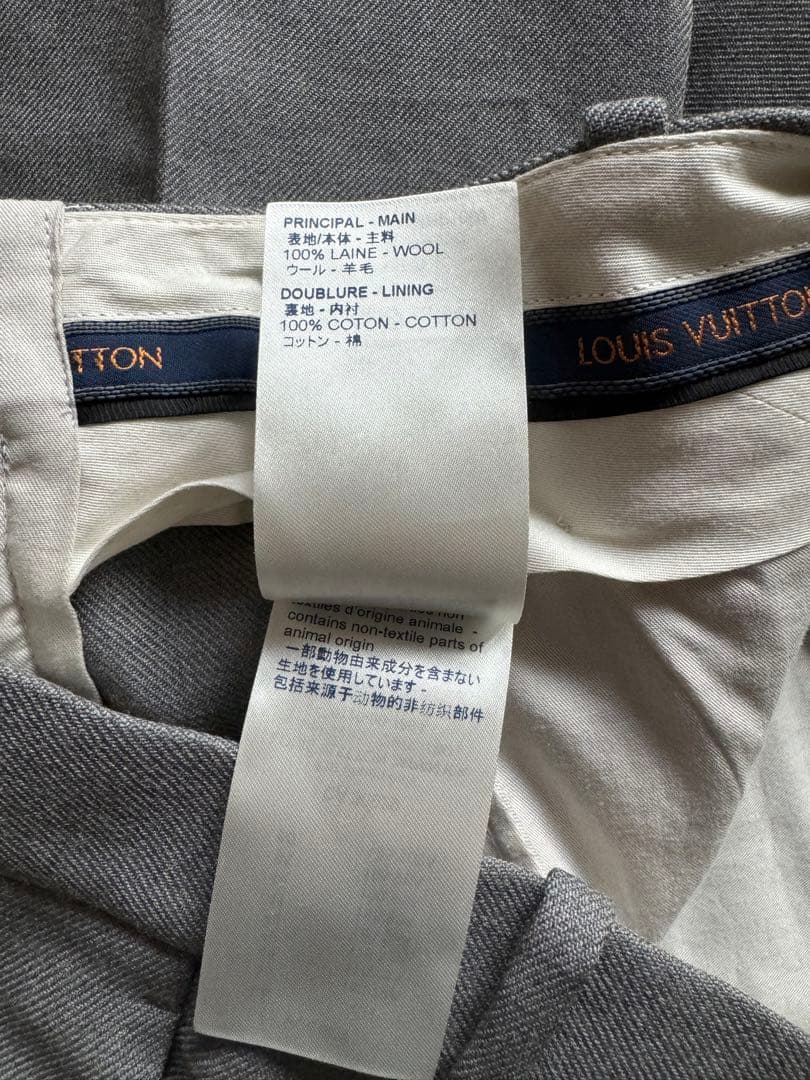 PRINCIPAL - MAIN
表地/本体 - 主料
100% LAINE - WOOL
ウール - 羊毛
DOUBLURE - LINING
裏地 - 内衬
100% COTON - COTTON
コットン - 棉
TTON
LOUIS VUITTO
textiles d'origine animale -
contains non-textile parts of
animal origin
一部動物由来成分を含まない
生地を使用しています -
包括来源于动物的非纺织部件